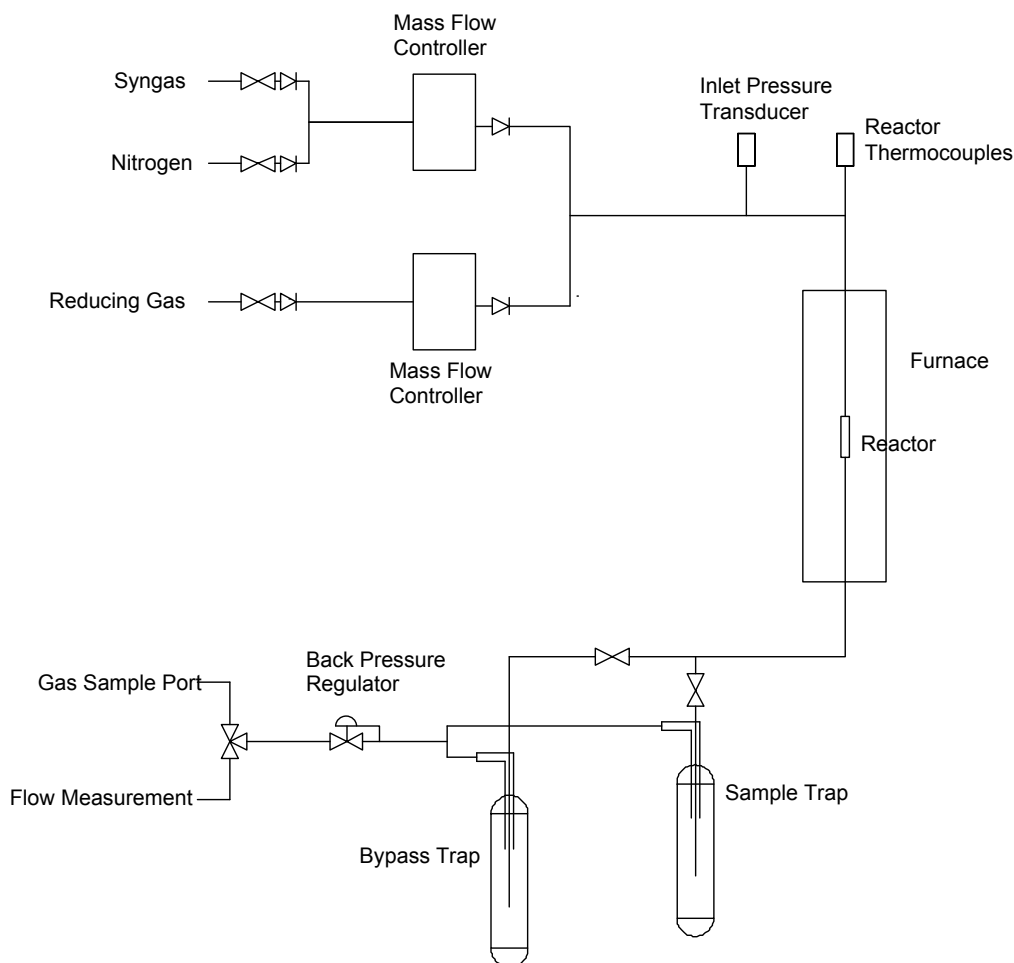 Mass Flow
Controller
Syngas
Nitrogen
Inlet Pressure
Transducer
Reactor
Thermocouples
Reducing Gas
Mass Flow
Controller
Furnace
Reactor
Back Pressure
Regulator
Gas Sample Port
Flow Measurement
Sample Trap
Bypass Trap